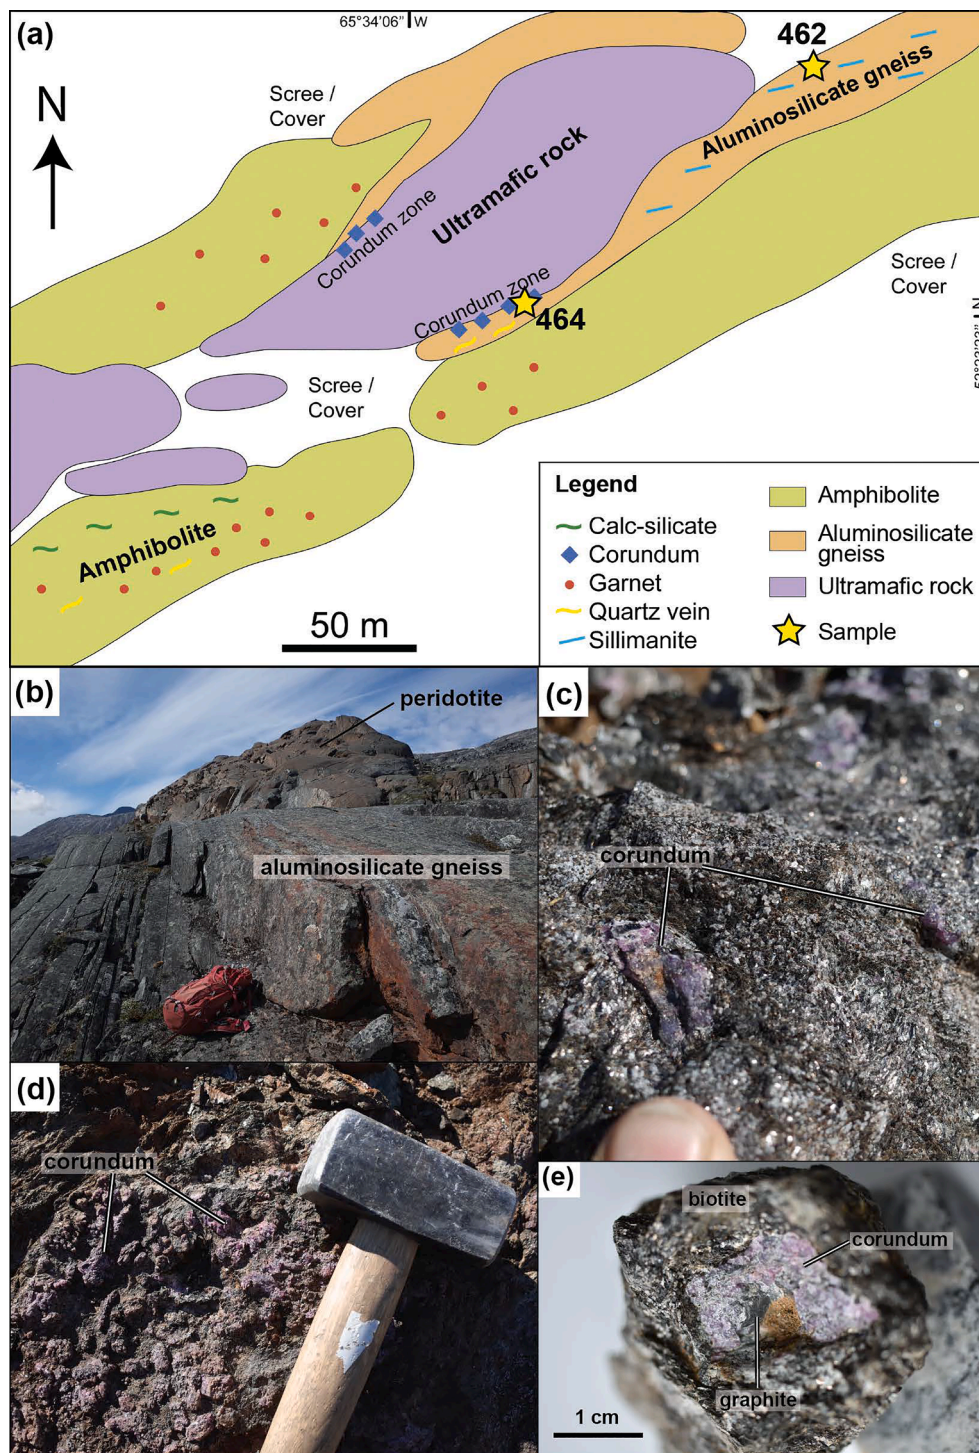 (a)
65°34'06" W
462
Aluminosilicate gneiss
Scree /
Cover
N
Ultramafic rock
Corundum zone
Corundum zone
464
Scree /
Cover
Scree /
Cover
N
Amphibolite
50 m
Legend
Calc-silicate
Corundum
Garnet
Quartz vein
Sillimanite
Amphibolite
Aluminosilicate
gneiss
Ultramafic rock
Sample
(b)
peridotite
aluminosilicate gneiss
(c)
corundum
(d)
corundum
(e)
biotite
corundum
graphite
1 cm